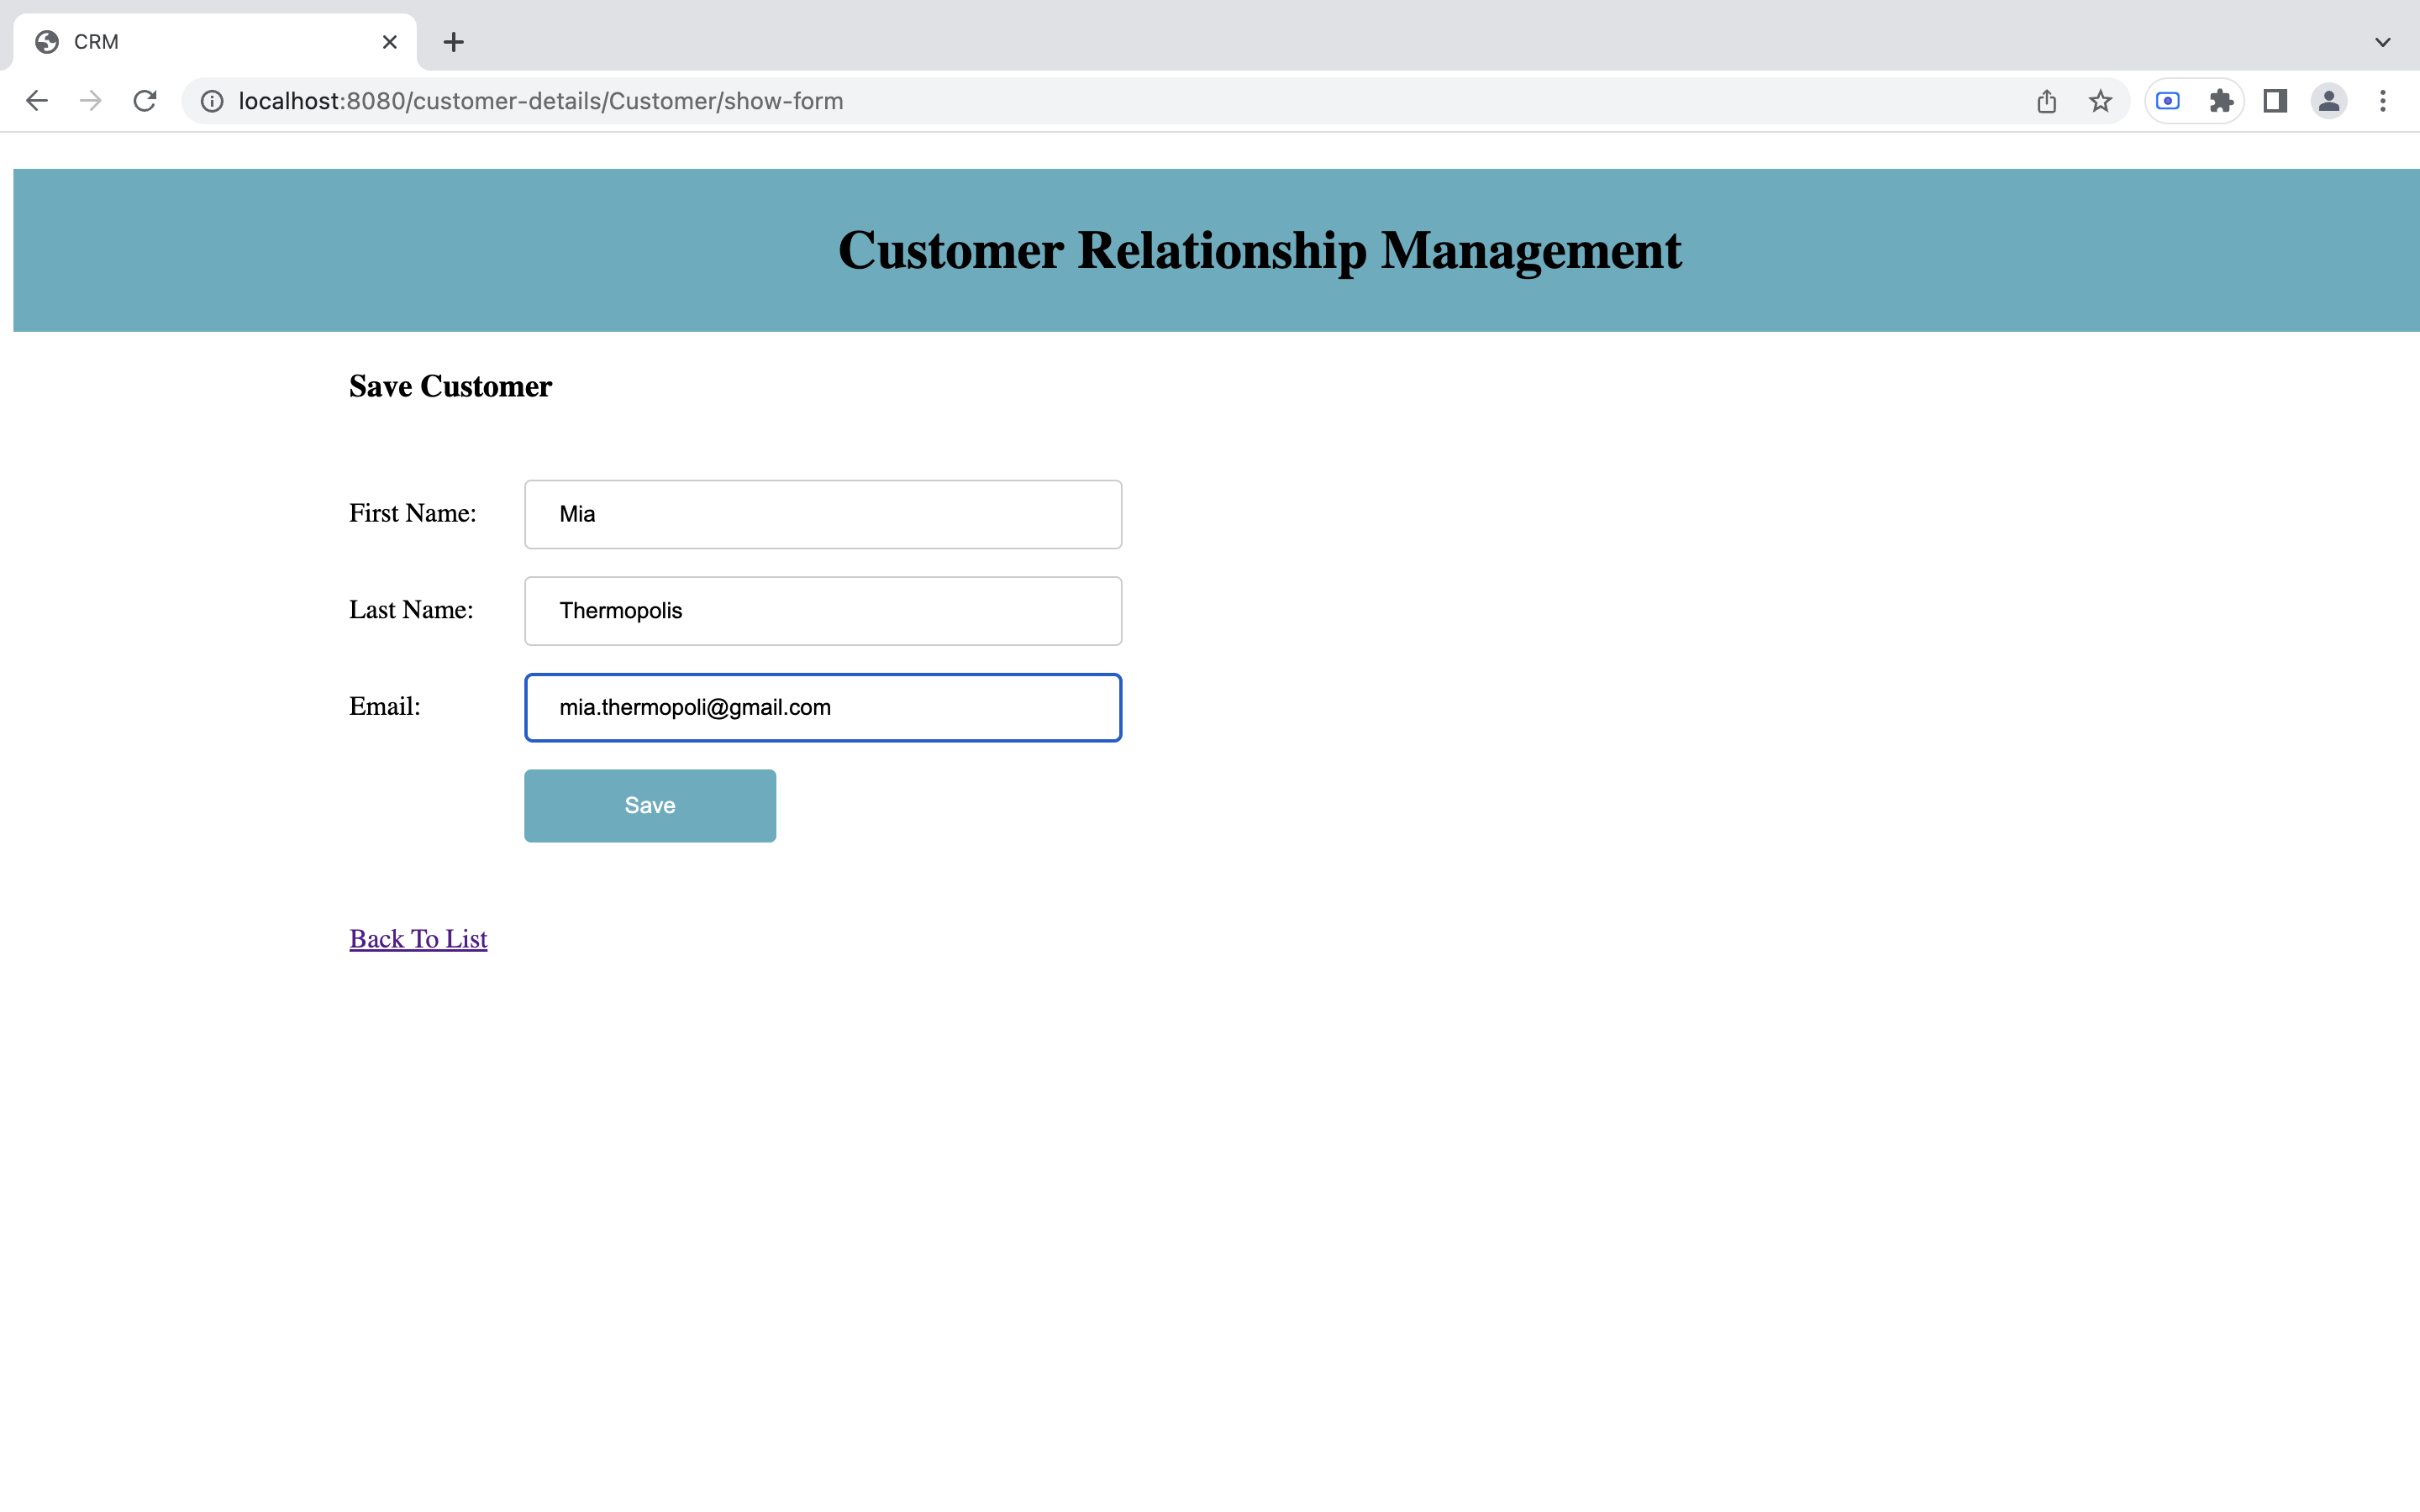 CRM
localhost:8080/customer-details/Customer/show-form
Customer Relationship Management
Save Customer
First Name: Mia
Last Name: Thermopolis
Email: mia.thermopoli@gmail.com
Save
Back To List